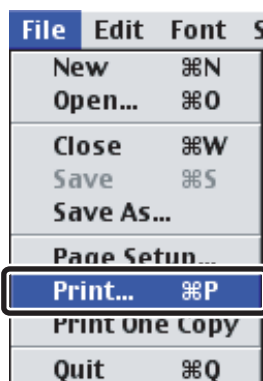 File Edit Font S
New ⌘N
Open... ⌘O
Close ⌘W
Save ⌘S
Save As...
Page Setup...
Print... ⌘P
Print One Copy
Quit ⌘Q